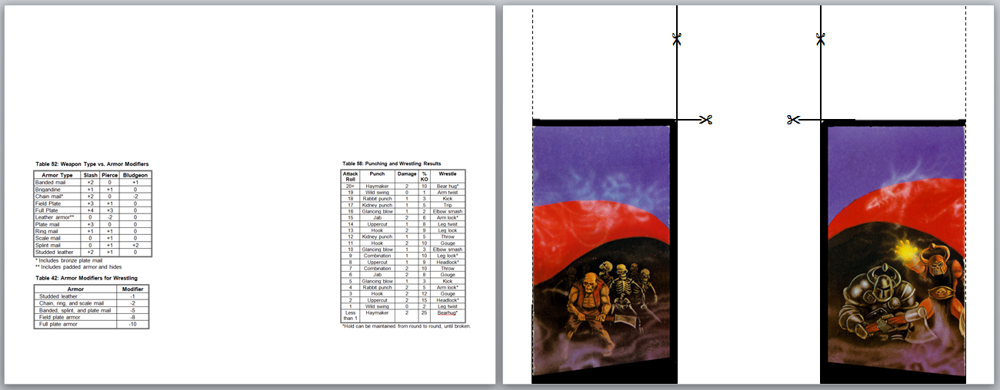 Table 52: Weapon Type vs. Armor Modifiers
Armor Type Slash Pierce Bludgeon
Banded mail +2 0 +1
Brigandine +1 +1 0
Chain mail* +2 0 -2
Field Plate +3 +1 0
Full Plate +4 +3 0
Leather armor** 0 -2 0
Plate mail +3 0 0
Ring mail +1 +1 0
Scale mail 0 +1 0
Splint mail 0 +1 +2
Studded leather +2 +1 0
* Includes bronze plate mail
** Includes padded armor and hides
Table 42: Armor Modifiers for Wrestling
Armor Modifier
Studded leather -1
Chain, ring, and scale mail -2
Banded, splint, and plate mail -5
Field plate armor -8
Full plate armor -10
Table 58: Punching and Wrestling Results
Attack Roll Punch Damage % KO Wrestle
20+ Haymaker 2 10 Bear hug*
19 Wild swing 0 1 Arm twist
18 Rabbit punch 1 3 Kick
17 Kidney punch 1 5 Trip
16 Glancing blow 1 2 Elbow smash
15 Jab 2 6 Arm lock*
14 Uppercut 1 8 Leg twist
13 Hook 2 9 Leg lock
12 Kidney punch 1 5 Throw
11 Hook 2 10 Gouge
10 Glancing blow 1 3 Elbow smash
9 Combination 1 10 Leg lock*
8 Uppercut 1 9 Headlock*
7 Combination 2 10 Throw
6 Jab 2 8 Gouge
5 Glancing blow 1 3 Kick
4 Rabbit punch 2 5 Arm lock*
3 Hook 2 12 Gouge
2 Uppercut 2 15 Headlock*
1 Wild swing 0 2 Leg twist
Less than 1 Haymaker 2 25 Bearhug*
*Hold can be maintained from round to round, until broken.